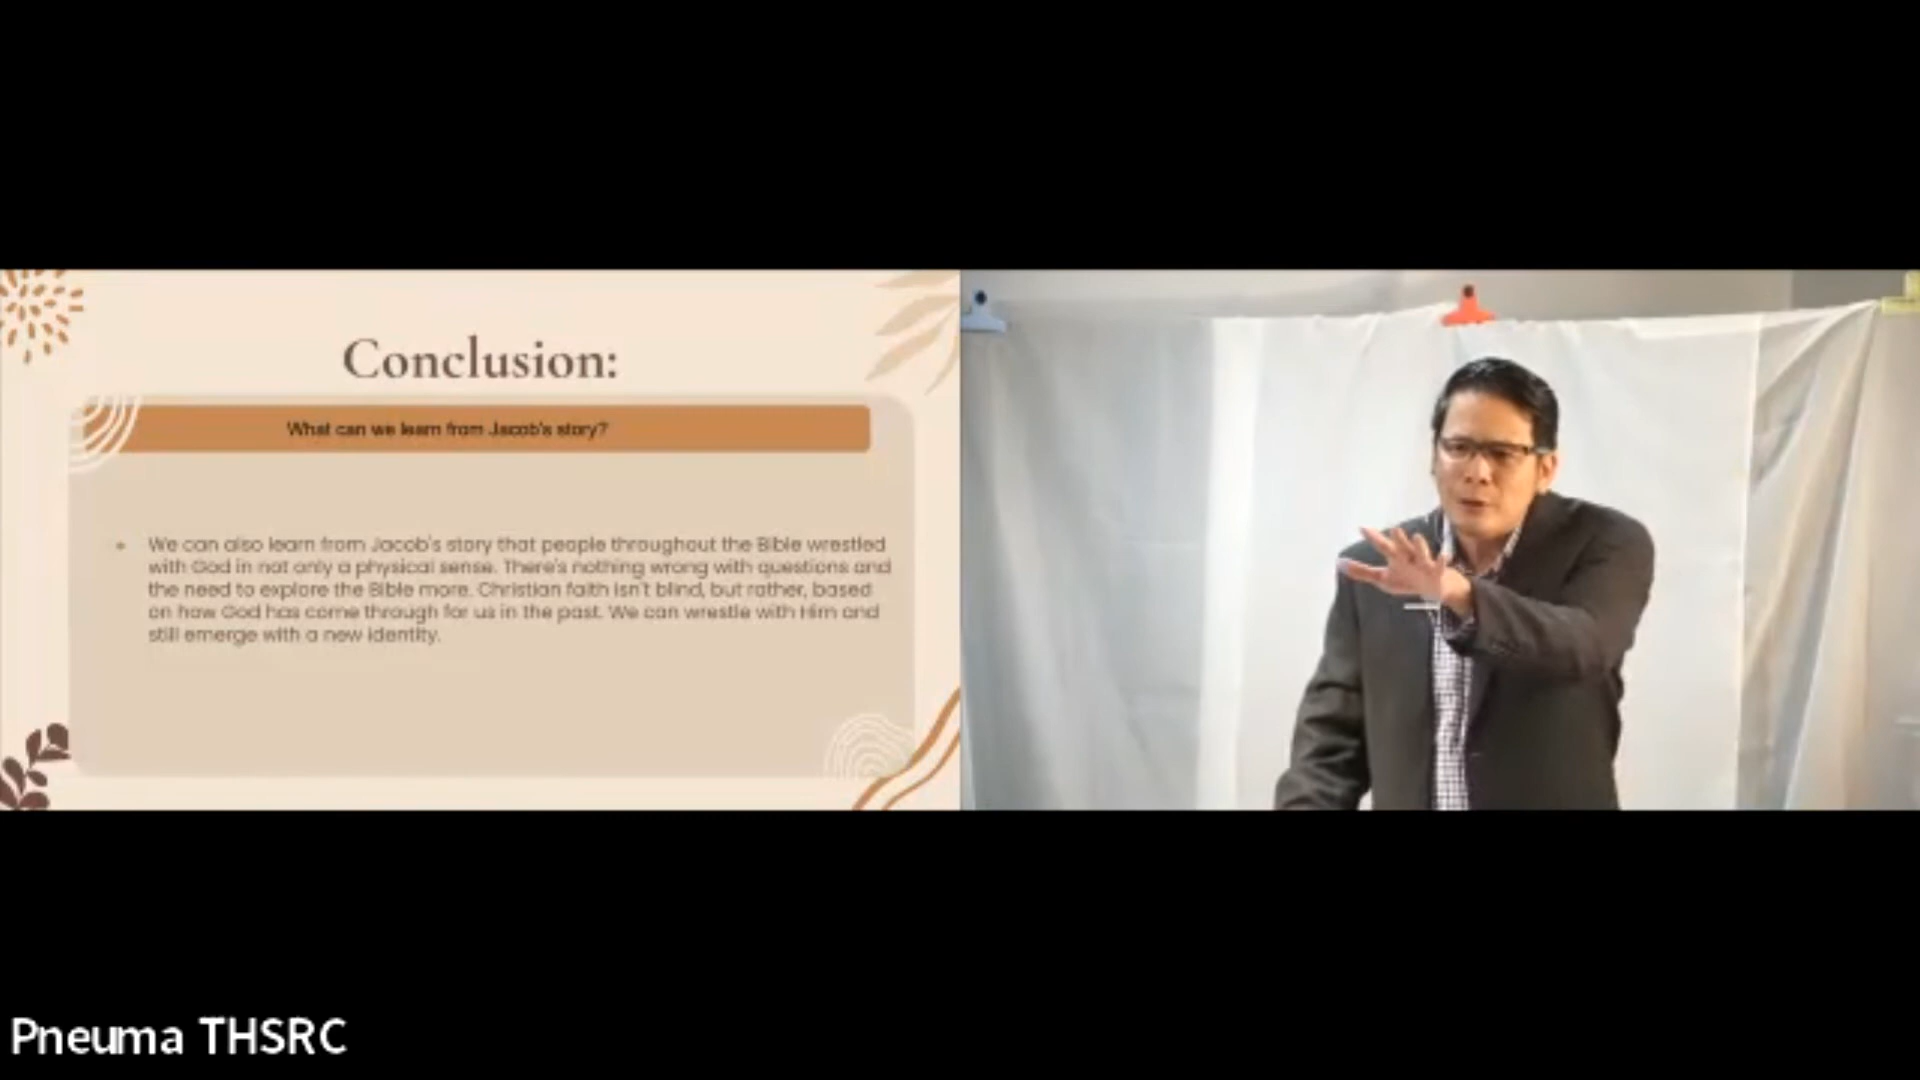 Conclusion:
What can we learn from Jacob's story?
We can also learn from Jacob's story that people throughout the Bible wrestled
with God in not only a physical sense. There's nothing wrong with questions and
the need to explore the Bible more. Christian faith isn't blind, but rather, based
on how God has come through for us in the past. We can wrestle with Him and
still emerge with a new identity.
Pneuma THSRC